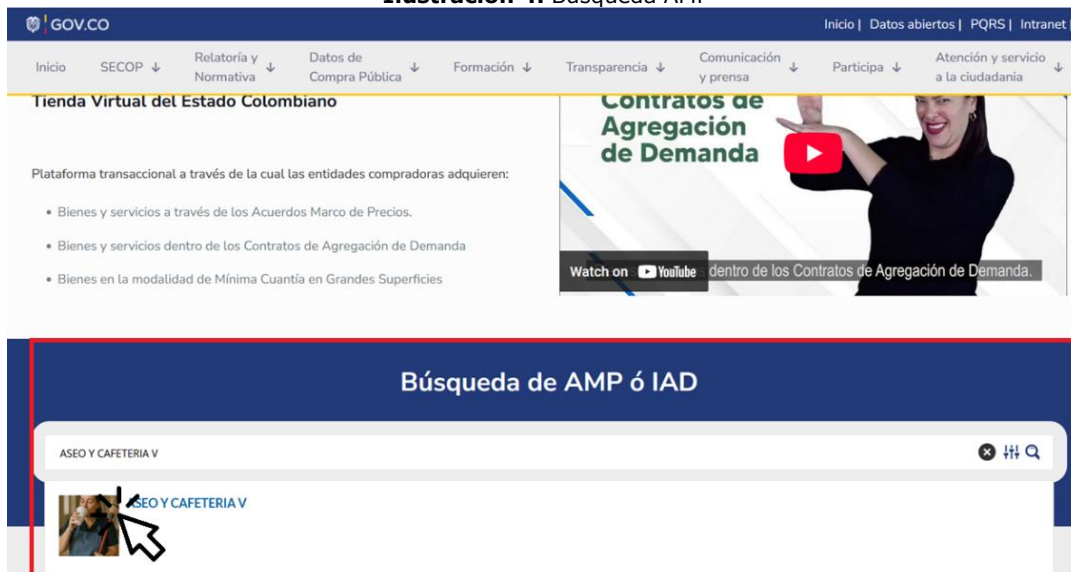 Ilustración 4. Búsqueda AMP
GOV.CO
Inicio | Datos abiertos | PQRS | Intranet |
Inicio SECOP ↓ Relatoría y Normativa ↓ Datos de Compra Pública ↓ Formación ↓ Transparencia ↓ Comunicación y prensa ↓ Participa ↓ Atención y servicio a la ciudadania ↓
Tienda Virtual del Estado Colombiano
Plataforma transaccional a través de la cual las entidades compradoras adquieren:
• Bienes y servicios a través de los Acuerdos Marco de Precios.
• Bienes y servicios dentro de los Contratos de Agregación de Demanda
• Bienes en la modalidad de Mínima Cuantía en Grandes Superficies
Contratos de
Agregación
de Demanda
Watch on YouTube
dentro de los Contratos de Agregación de Demanda.
Búsqueda de AMP ó IAD
ASEO Y CAFETERIA V
ASEO Y CAFETERIA V